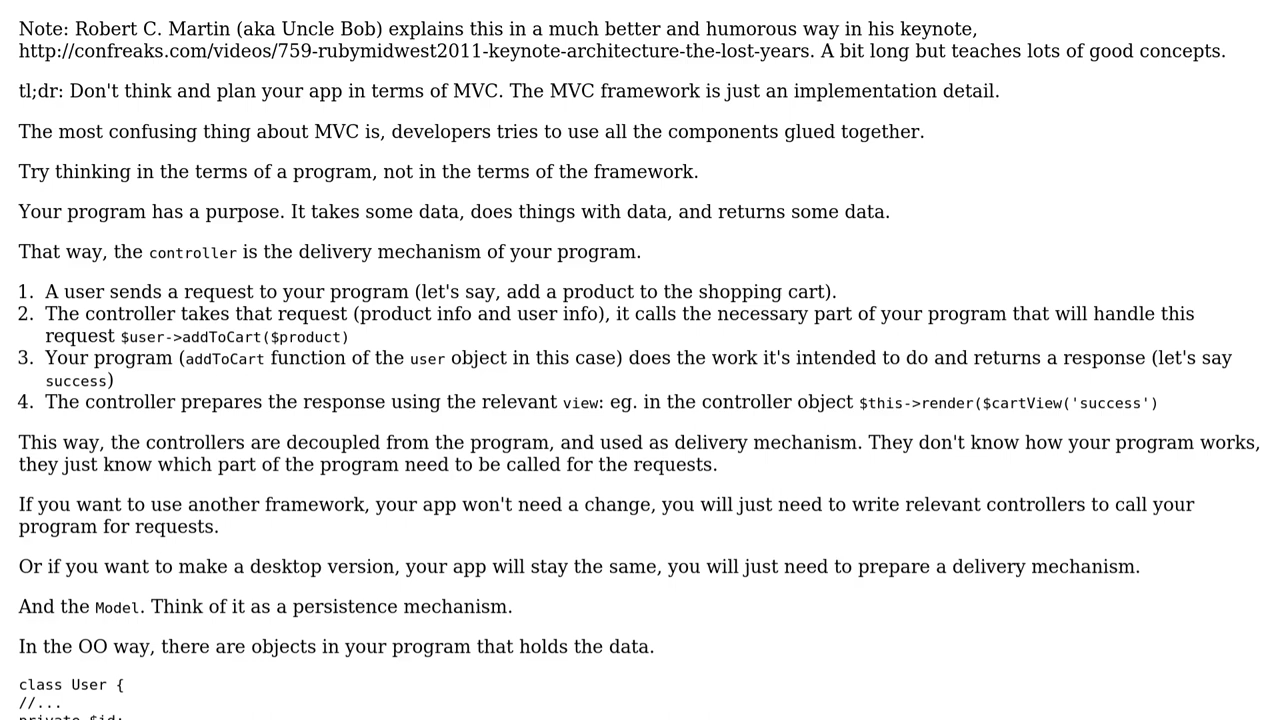 Note: Robert C. Martin (aka Uncle Bob) explains this in a much better and humorous way in his keynote,
http://confreaks.com/videos/759-rubymidwest2011-keynote-architecture-the-lost-years. A bit long but teaches lots of good concepts.
tl;dr: Don't think and plan your app in terms of MVC. The MVC framework is just an implementation detail.
The most confusing thing about MVC is, developers tries to use all the components glued together.
Try thinking in the terms of a program, not in the terms of the framework.
Your program has a purpose. It takes some data, does things with data, and returns some data.
That way, the controller is the delivery mechanism of your program.
1. A user sends a request to your program (let's say, add a product to the shopping cart).
2. The controller takes that request (product info and user info), it calls the necessary part of your program that will handle this
request $user->addToCart($product)
3. Your program (addToCart function of the user object in this case) does the work it's intended to do and returns a response (let's say
success)
4. The controller prepares the response using the relevant view: eg. in the controller object $this->render($cartView('success')
This way, the controllers are decoupled from the program, and used as delivery mechanism. They don't know how your program works,
they just know which part of the program need to be called for the requests.
If you want to use another framework, your app won't need a change, you will just need to write relevant controllers to call your
program for requests.
Or if you want to make a desktop version, your app will stay the same, you will just need to prepare a delivery mechanism.
And the Model. Think of it as a persistence mechanism.
In the OO way, there are objects in your program that holds the data.
class User {
//...
private $id;